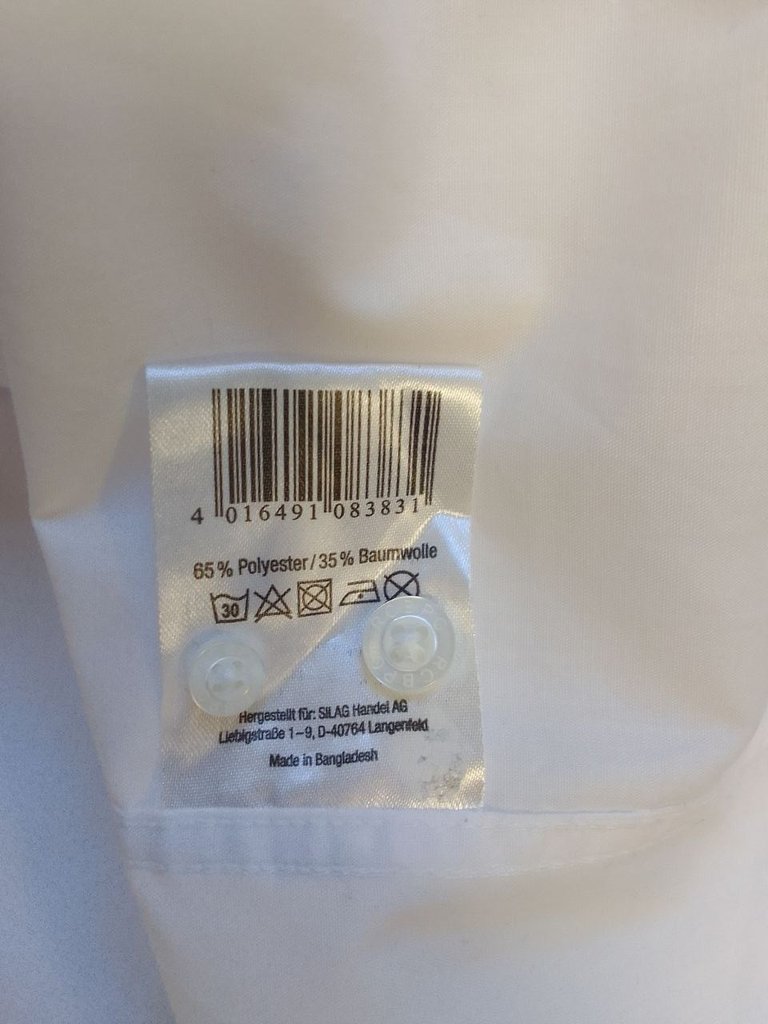 4 016491 083831
65% Polyester / 35% Baumwolle
30
Hergestellt für: SILAG Handel AG
Liebigstraße 1–9, D-40764 Langenfeld
Made in Bangladesh